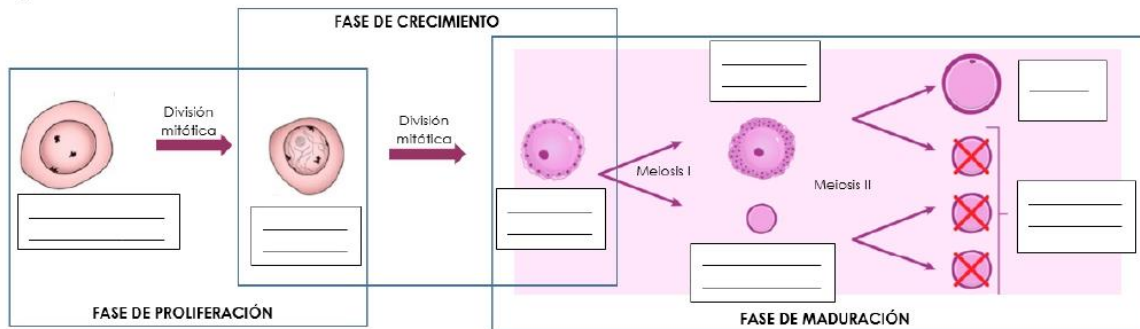 FASE DE CRECIMIENTO
División
mitótica
División
mitótica
Meiosis I
Meiosis II
FASE DE PROLIFERACIÓN
FASE DE MADURACIÓN